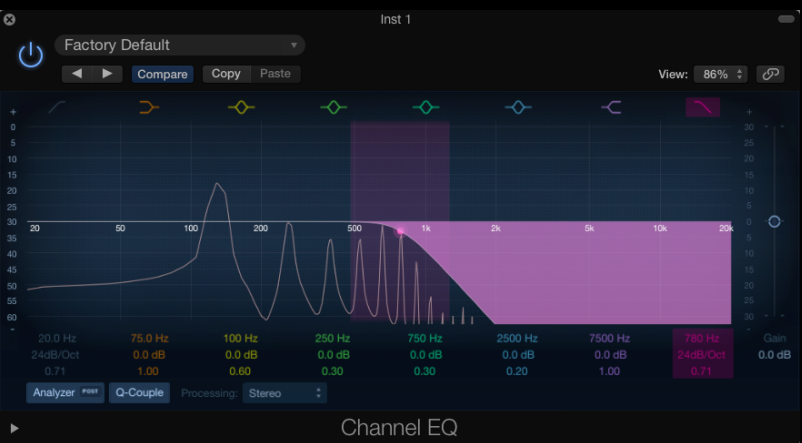 Inst 1
Factory Default
Compare Copy Paste View: 86%
+ +
0 30
5 25
10 20
15 15
20 10
25 5
30 20 50 100 200 500 1k 2k 5k 10k 20k 0
35 5
40 10
45 15
50 20
55 25
60 30
- -
20.0 Hz 75.0 Hz 100 Hz 250 Hz 750 Hz 2500 Hz 7500 Hz 780 Hz Gain
24dB/Oct 0.0 dB 0.0 dB 0.0 dB 0.0 dB 0.0 dB 0.0 dB 24dB/Oct 0.0 dB
0.71 1.00 0.60 0.30 0.30 0.20 1.00 0.71
Analyzer POST Q-Couple Processing: Stereo
Channel EQ